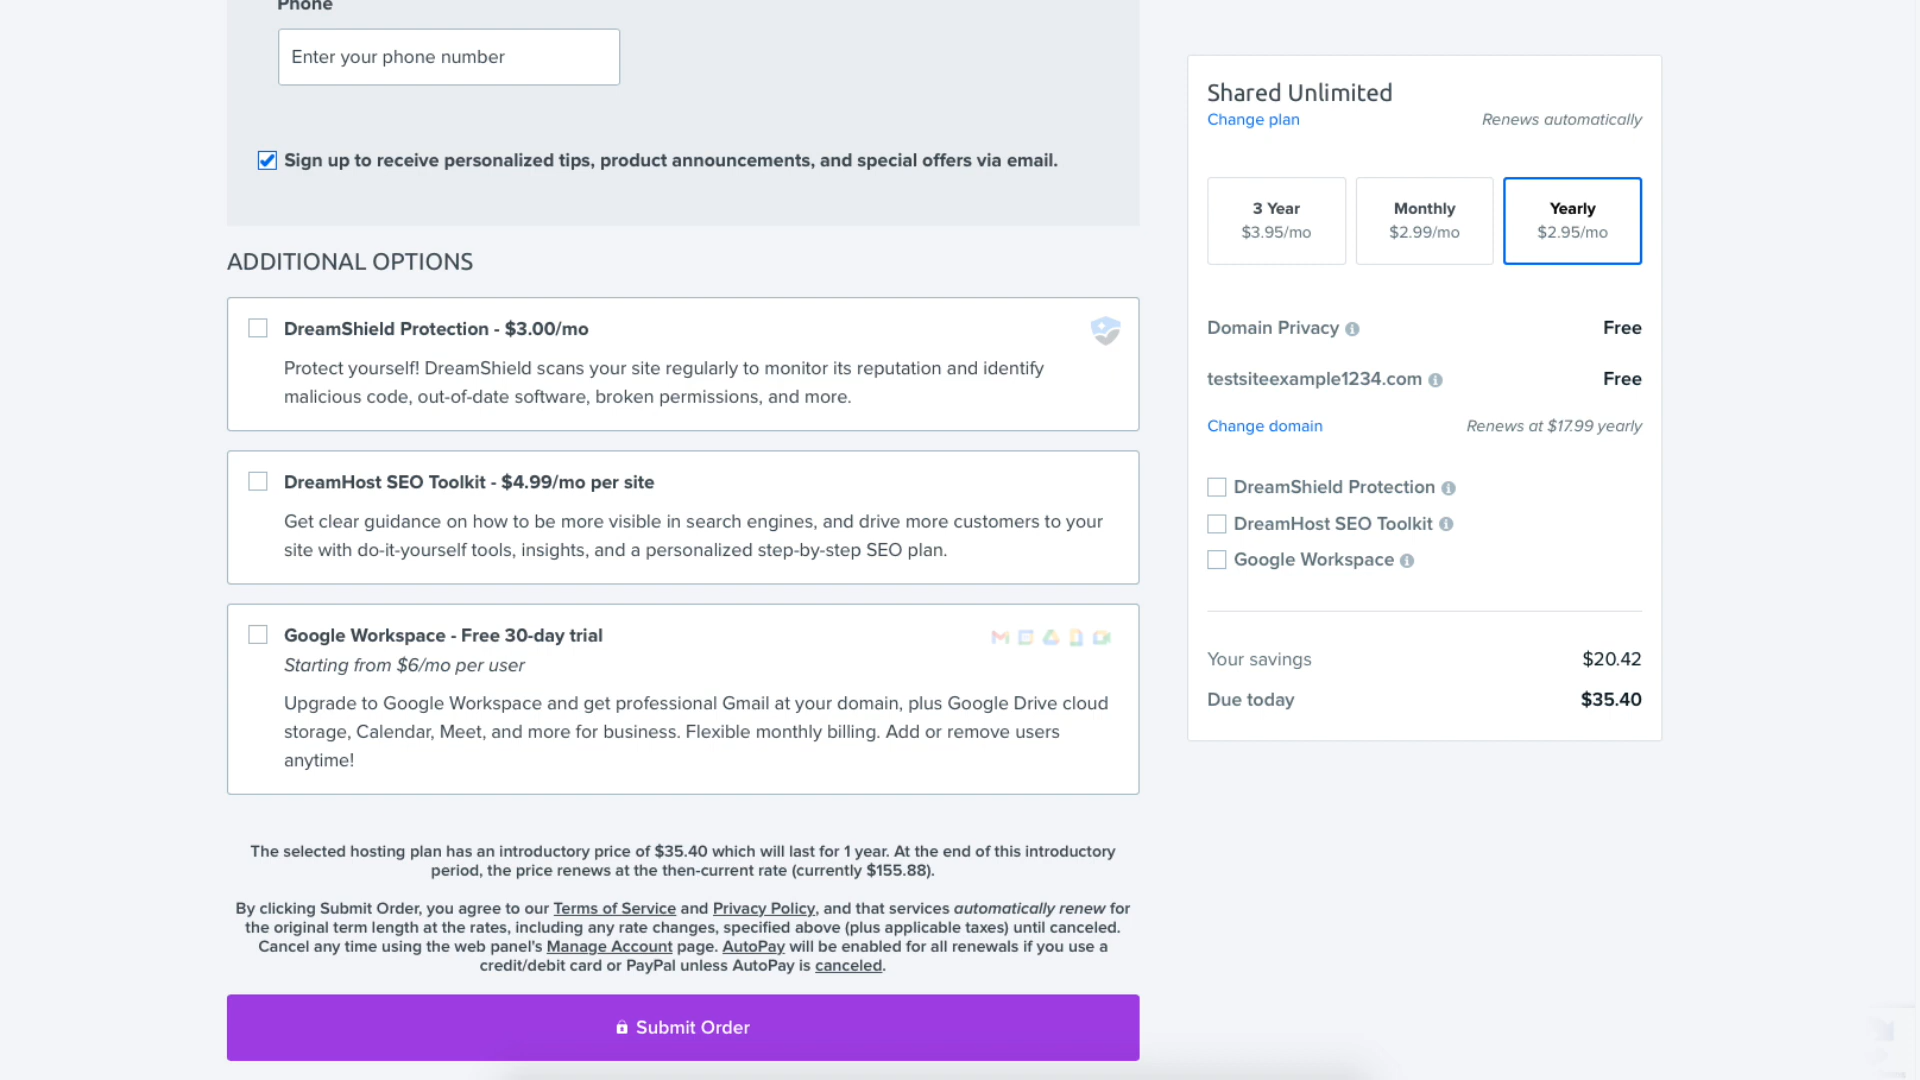 Phone
Enter your phone number
Sign up to receive personalized tips, product announcements, and special offers via email.
ADDITIONAL OPTIONS
DreamShield Protection - $3.00/mo
Protect yourself! DreamShield scans your site regularly to monitor its reputation and identify
malicious code, out-of-date software, broken permissions, and more.
DreamHost SEO Toolkit - $4.99/mo per site
Get clear guidance on how to be more visible in search engines, and drive more customers to your
site with do-it-yourself tools, insights, and a personalized step-by-step SEO plan.
Google Workspace - Free 30-day trial
Starting from $6/mo per user
Upgrade to Google Workspace and get professional Gmail at your domain, plus Google Drive cloud
storage, Calendar, Meet, and more for business. Flexible monthly billing. Add or remove users
anytime!
The selected hosting plan has an introductory price of $35.40 which will last for 1 year. At the end of this introductory
period, the price renews at the then-current rate (currently $155.88).
By clicking Submit Order, you agree to our Terms of Service and Privacy Policy, and that services automatically renew for
the original term length at the rates, including any rate changes, specified above (plus applicable taxes) until canceled.
Cancel any time using the web panel's Manage Account page. AutoPay will be enabled for all renewals if you use a
credit/debit card or PayPal unless AutoPay is canceled.
Submit Order
Shared Unlimited
Change plan
Renews automatically
3 Year
$3.95/mo
Monthly
$2.99/mo
Yearly
$2.95/mo
Domain Privacy
Free
testsiteexample1234.com
Free
Change domain
Renews at $17.99 yearly
DreamShield Protection
DreamHost SEO Toolkit
Google Workspace
Your savings
$20.42
Due today
$35.40